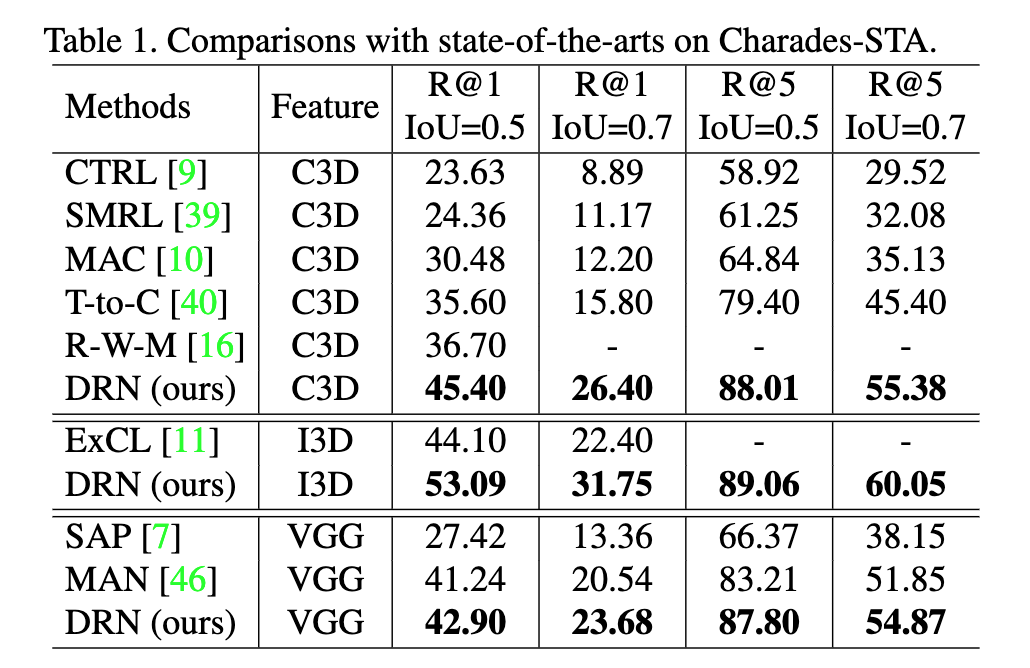 Table 1. Comparisons with state-of-the-arts on Charades-STA.
Methods Feature R@1 IoU=0.5 R@1 IoU=0.7 R@5 IoU=0.5 R@5 IoU=0.7
CTRL [9] C3D 23.63 8.89 58.92 29.52
SMRL [39] C3D 24.36 11.17 61.25 32.08
MAC [10] C3D 30.48 12.20 64.84 35.13
T-to-C [40] C3D 35.60 15.80 79.40 45.40
R-W-M [16] C3D 36.70 - - -
DRN (ours) C3D 45.40 26.40 88.01 55.38
ExCL [11] I3D 44.10 22.40 - -
DRN (ours) I3D 53.09 31.75 89.06 60.05
SAP [7] VGG 27.42 13.36 66.37 38.15
MAN [46] VGG 41.24 20.54 83.21 51.85
DRN (ours) VGG 42.90 23.68 87.80 54.87